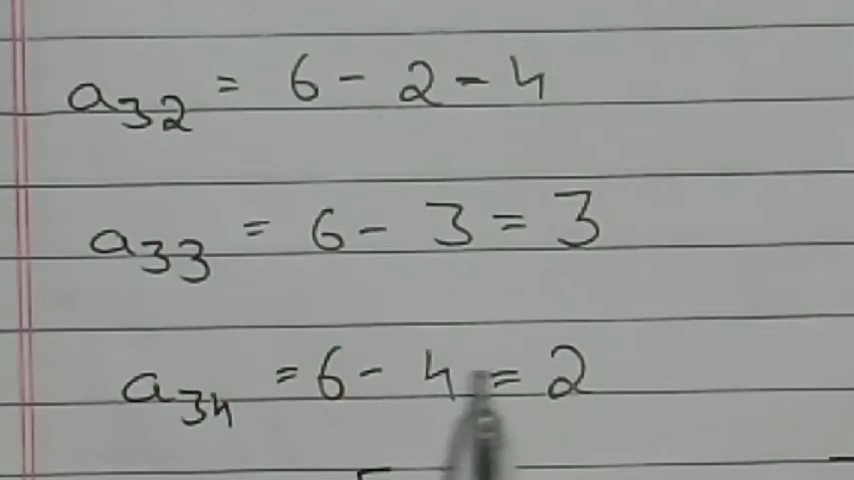 a₃₂ = 6 - 2 - 4
a₃₃ = 6 - 3 = 3
a₃₄ = 6 - 4 = 2